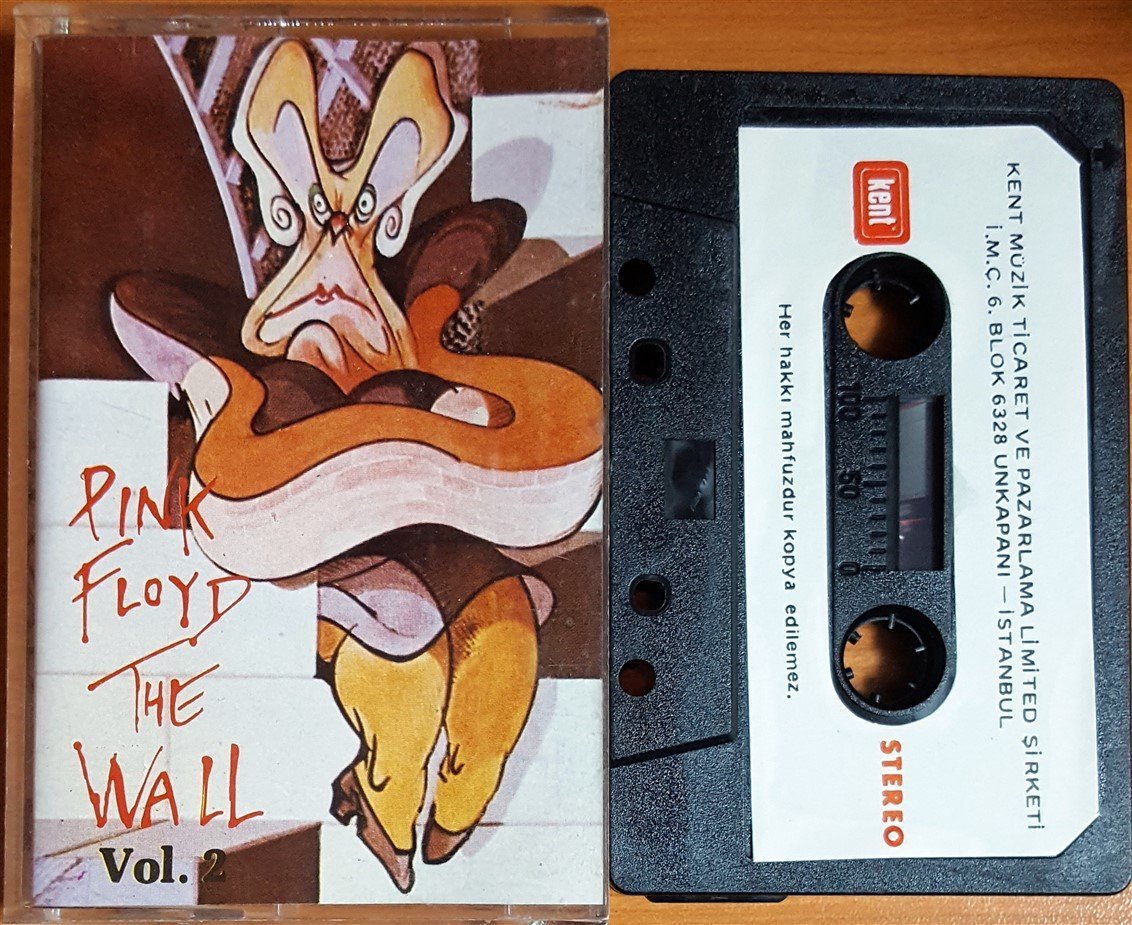 PINK
FLOYD
THE
WALL
Vol. 2
kent
KENT MÜZİK TİCARET VE PAZARLAMA LİMİTED ŞİRKETİ
İ.M.Ç. 6. BLOK 6328 UNKAPANI – İSTANBUL
100 50 0
Her hakkı mahfuzdur kopya edilemez.
STEREO